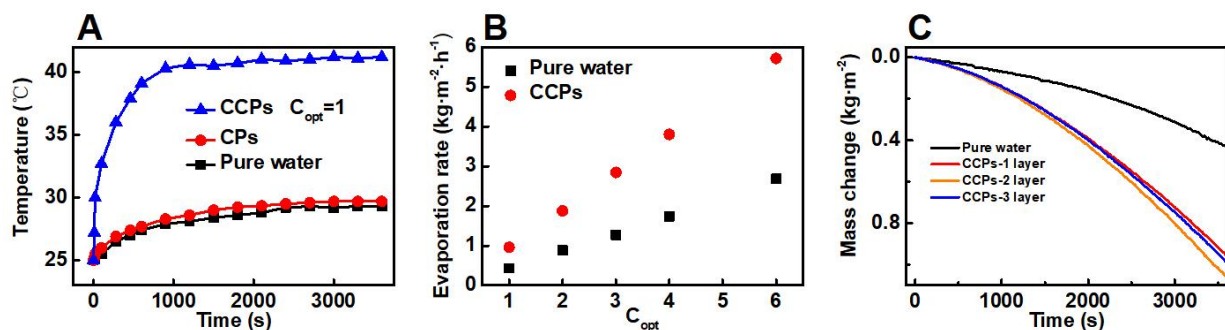 A
Temperature (℃)
40
35
30
25
CCPs C_opt=1
CPs
Pure water
0 1000 2000 3000
Time (s)
B
Evaporation rate (kg·m⁻²·h⁻¹)
6
5
4
3
2
1
0
Pure water
CCPs
1 2 3 4 5 6
C_opt
C
Mass change (kg·m⁻²)
0.0
0.4
0.8
Pure water
CCPs-1 layer
CCPs-2 layer
CCPs-3 layer
0 1000 2000 3000
Time (s)